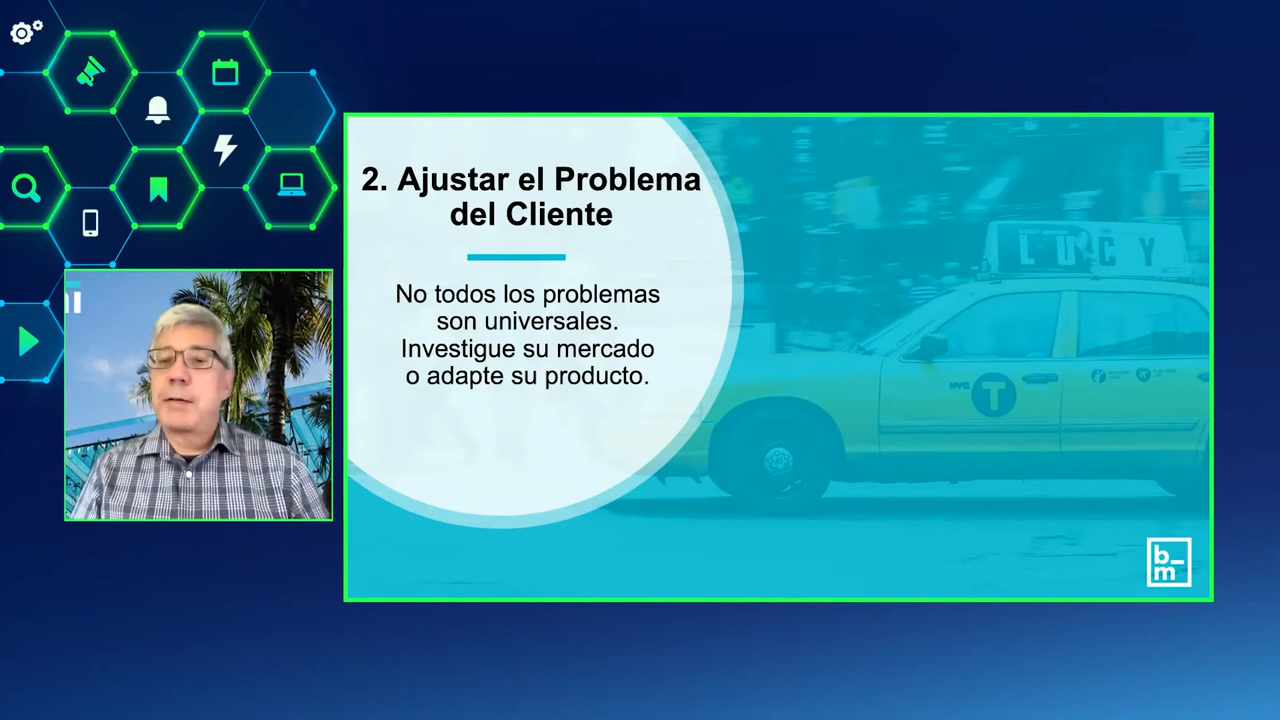 2. Ajustar el Problema
del Cliente
No todos los problemas
son universales.
Investigue su mercado
o adapte su producto.
LUCY
NYC T
b_
m